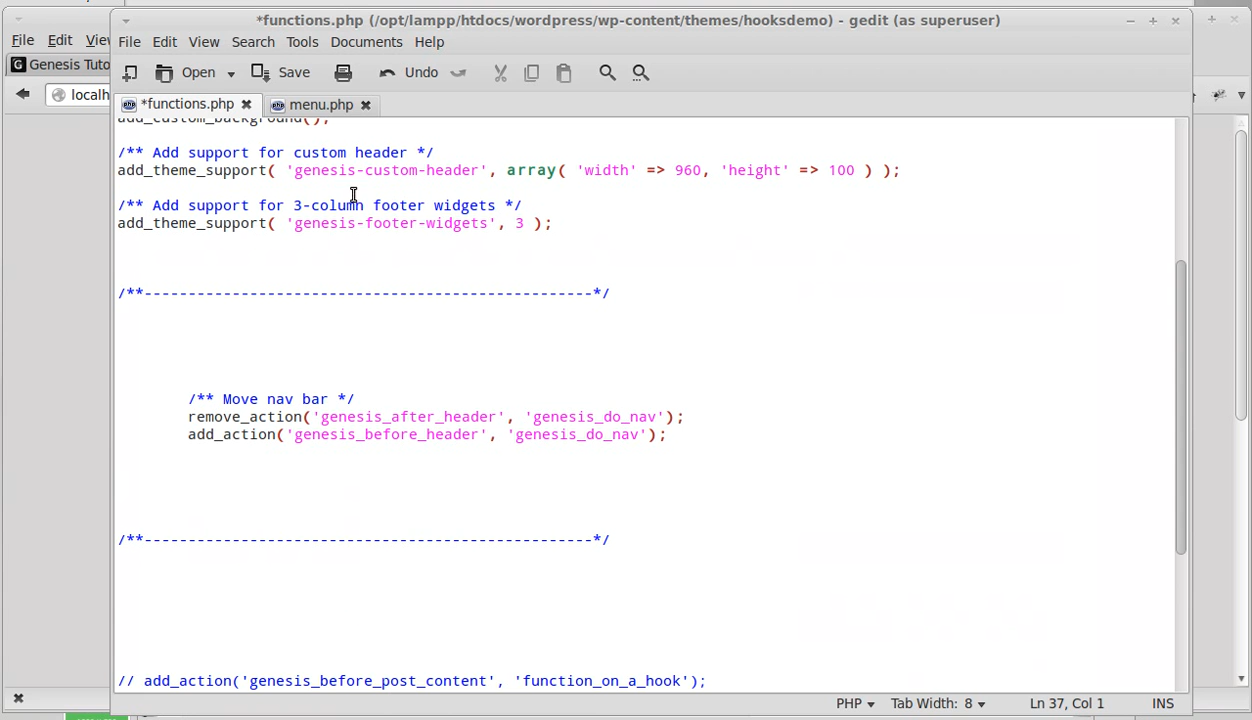 *functions.php (/opt/lampp/htdocs/wordpress/wp-content/themes/hooksdemo) - gedit (as superuser)
File Edit View
File Edit View Search Tools Documents Help
Genesis Tuto
Open Save Undo
localh
*functions.php menu.php
add_custom_background();
/** Add support for custom header */
add_theme_support( 'genesis-custom-header', array( 'width' => 960, 'height' => 100 ) );
/** Add support for 3-column footer widgets */
add_theme_support( 'genesis-footer-widgets', 3 );
/**---------------------------------------------------*/
/** Move nav bar */
remove_action('genesis_after_header', 'genesis_do_nav');
add_action('genesis_before_header', 'genesis_do_nav');
/**---------------------------------------------------*/
// add_action('genesis_before_post_content', 'function_on_a_hook');
PHP Tab Width: 8 Ln 37, Col 1 INS